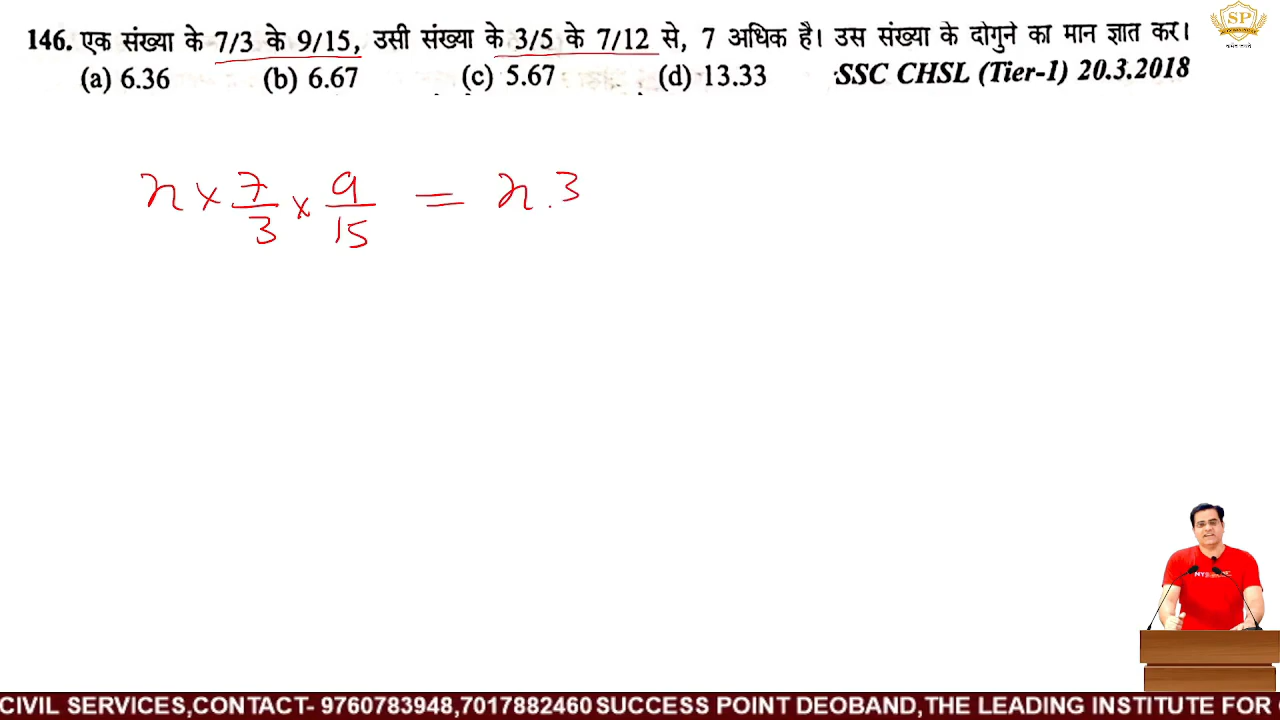 146. एक संख्या के 7/3 के 9/15, उसी संख्या के 3/5 के 7/12 से, 7 अधिक है। उस संख्या के दोगुने का मान ज्ञात कर।
(a) 6.36 (b) 6.67 (c) 5.67 (d) 13.33 SSC CHSL (Tier-1) 20.3.2018
SP
x × 7/3 × 9/15 = x . 3
CIVIL SERVICES,CONTACT- 9760783948,7017882460 SUCCESS POINT DEOBAND,THE LEADING INSTITUTE FOR